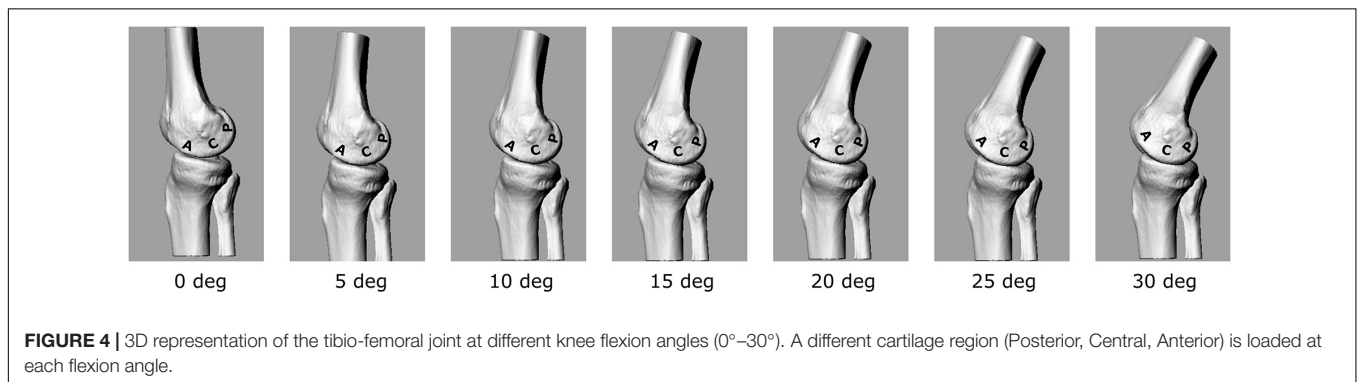 A C P A C P A C P A C P A C P A C P A C P
0 deg 5 deg 10 deg 15 deg 20 deg 25 deg 30 deg
FIGURE 4 | 3D representation of the tibio-femoral joint at different knee flexion angles (0°–30°). A different cartilage region (Posterior, Central, Anterior) is loaded at
each flexion angle.